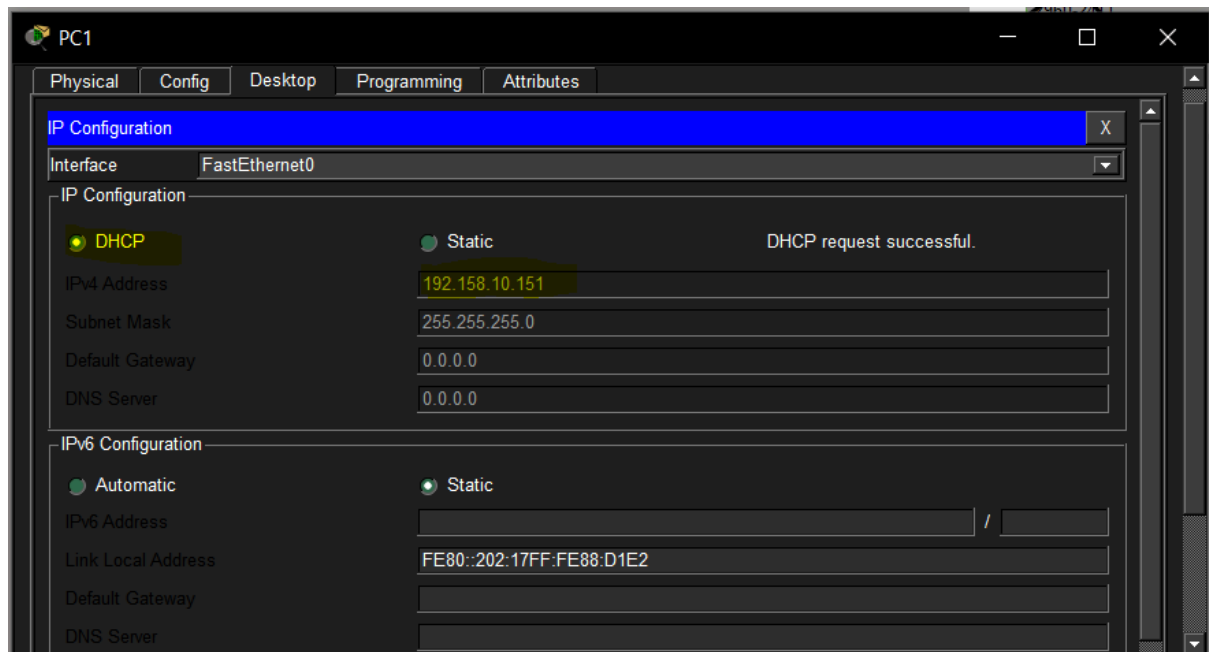 PC1
Physical Config Desktop Programming Attributes
IP Configuration X
Interface FastEthernet0
IP Configuration
DHCP Static DHCP request successful.
IPv4 Address 192.158.10.151
Subnet Mask 255.255.255.0
Default Gateway 0.0.0.0
DNS Server 0.0.0.0
IPv6 Configuration
Automatic Static
IPv6 Address /
Link Local Address FE80::202:17FF:FE88:D1E2
Default Gateway
DNS Server